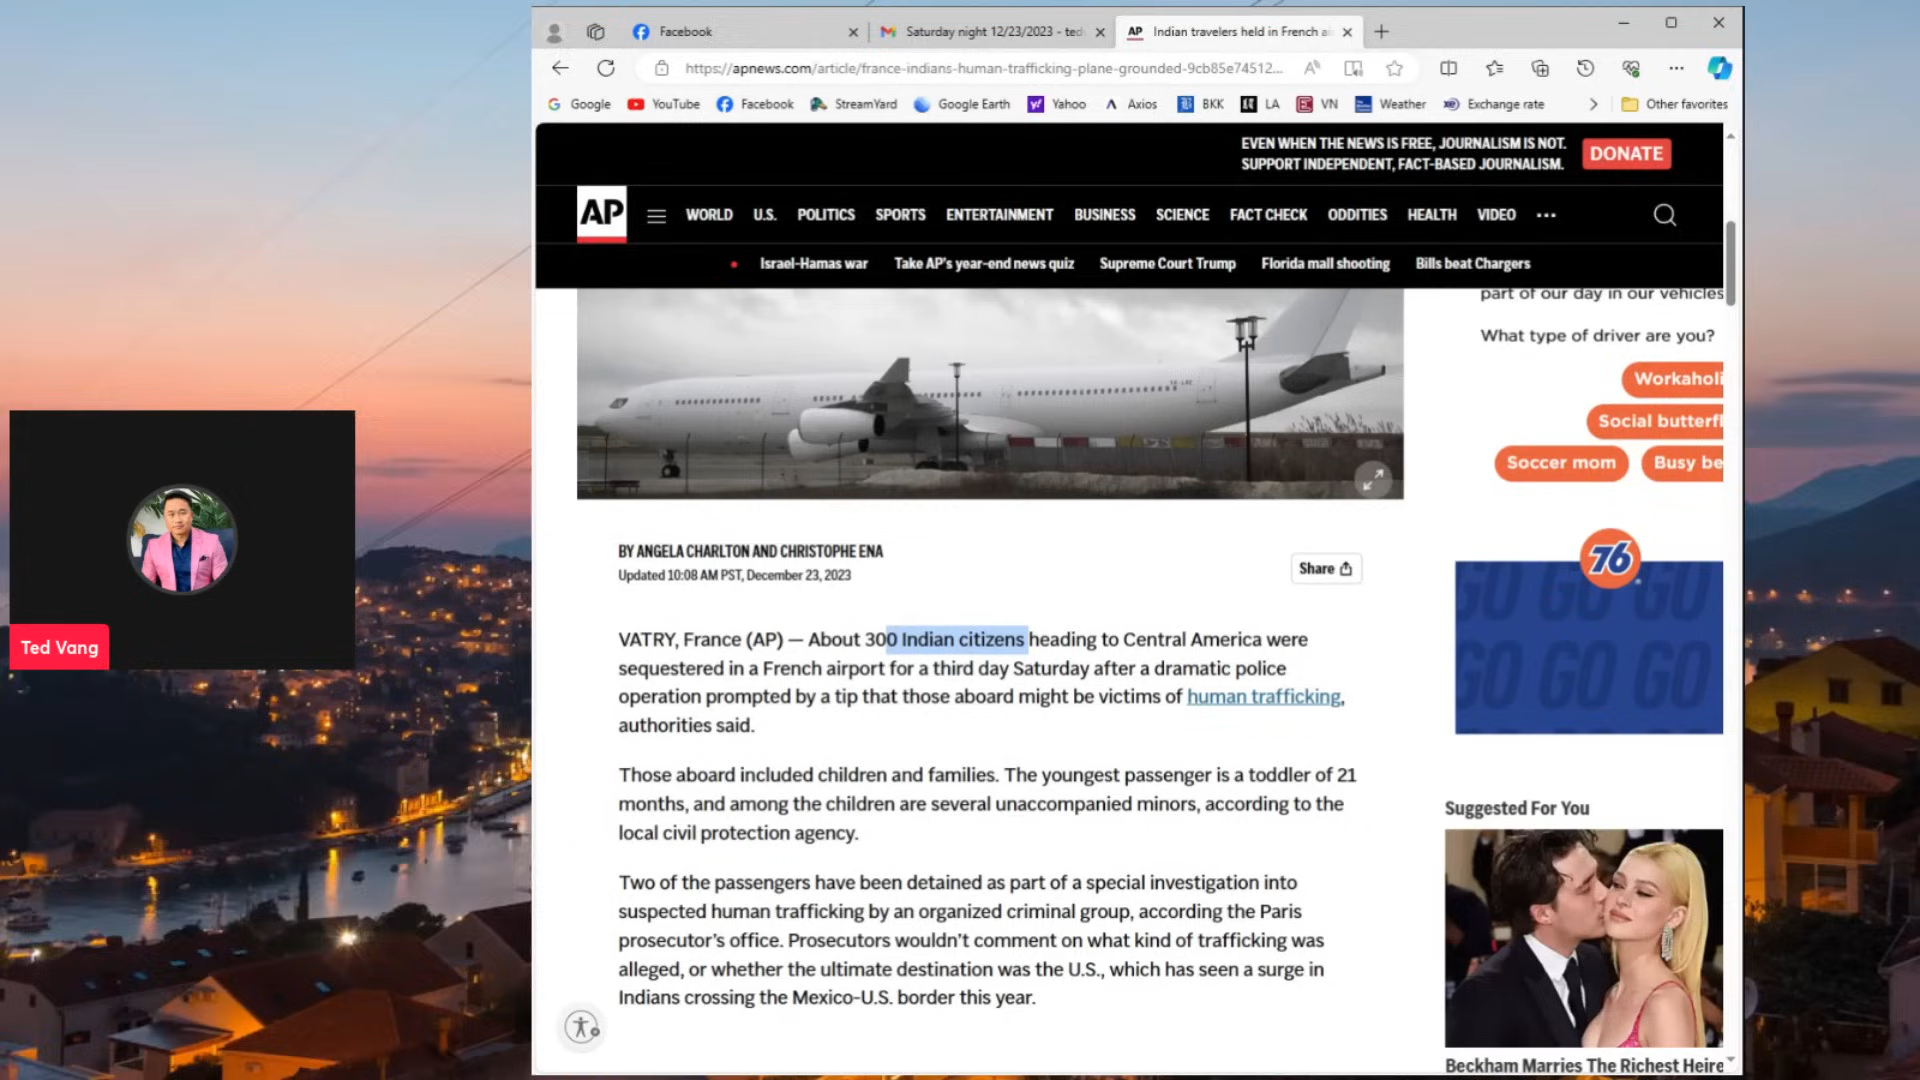 Facebook
Saturday night 12/23/2023 - ted
Indian travelers held in French ai
https://apnews.com/article/france-indians-human-trafficking-plane-grounded-9cb85e74512...
Google
YouTube
Facebook
StreamYard
Google Earth
Yahoo
Axios
BKK
LA
VN
Weather
Exchange rate
Other favorites
EVEN WHEN THE NEWS IS FREE, JOURNALISM IS NOT.
SUPPORT INDEPENDENT, FACT-BASED JOURNALISM.
DONATE
AP
WORLD U.S. POLITICS SPORTS ENTERTAINMENT BUSINESS SCIENCE FACT CHECK ODDITIES HEALTH VIDEO ...
Israel-Hamas war Take AP's year-end news quiz Supreme Court Trump Florida mall shooting Bills beat Chargers
part of our day in our vehicles
What type of driver are you?
Workaholi
Social butterfl
Soccer mom
Busy be
BY ANGELA CHARLTON AND CHRISTOPHE ENA
Updated 10:08 AM PST, December 23, 2023
Share
VATRY, France (AP) — About 300 Indian citizens heading to Central America were
sequestered in a French airport for a third day Saturday after a dramatic police
operation prompted by a tip that those aboard might be victims of human trafficking,
authorities said.
Those aboard included children and families. The youngest passenger is a toddler of 21
months, and among the children are several unaccompanied minors, according to the
local civil protection agency.
Two of the passengers have been detained as part of a special investigation into
suspected human trafficking by an organized criminal group, according the Paris
prosecutor's office. Prosecutors wouldn't comment on what kind of trafficking was
alleged, or whether the ultimate destination was the U.S., which has seen a surge in
Indians crossing the Mexico-U.S. border this year.
76
GO GO GO
GO GO GO
Suggested For You
Beckham Marries The Richest Heire
Ted Vang